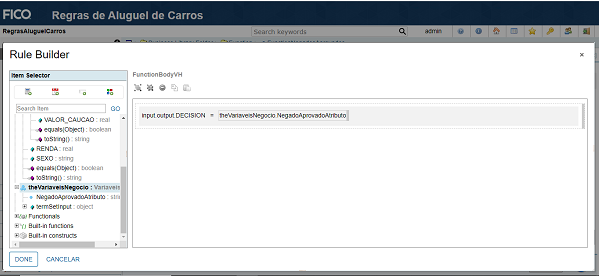 FICO Regras de Aluguel de Carros
RegrasAluguelCarros
Search keywords
admin
Rule Builder
×
Item Selector
FunctionBodyVH
Search Item
GO
VALOR_CAUCAO : real
equals(Object) : boolean
toString() : string
RENDA : real
SEXO : string
equals(Object) : boolean
toString() : string
theVariaveisNegocio : Variaveis
NegadoAprovadoAtributo : strin
termSetInput : object
Functionals
Built-in functions
Built-in constructs
input.output.DECISION = theVariaveisNegocio.NegadoAprovadoAtributo
DONE
CANCELAR